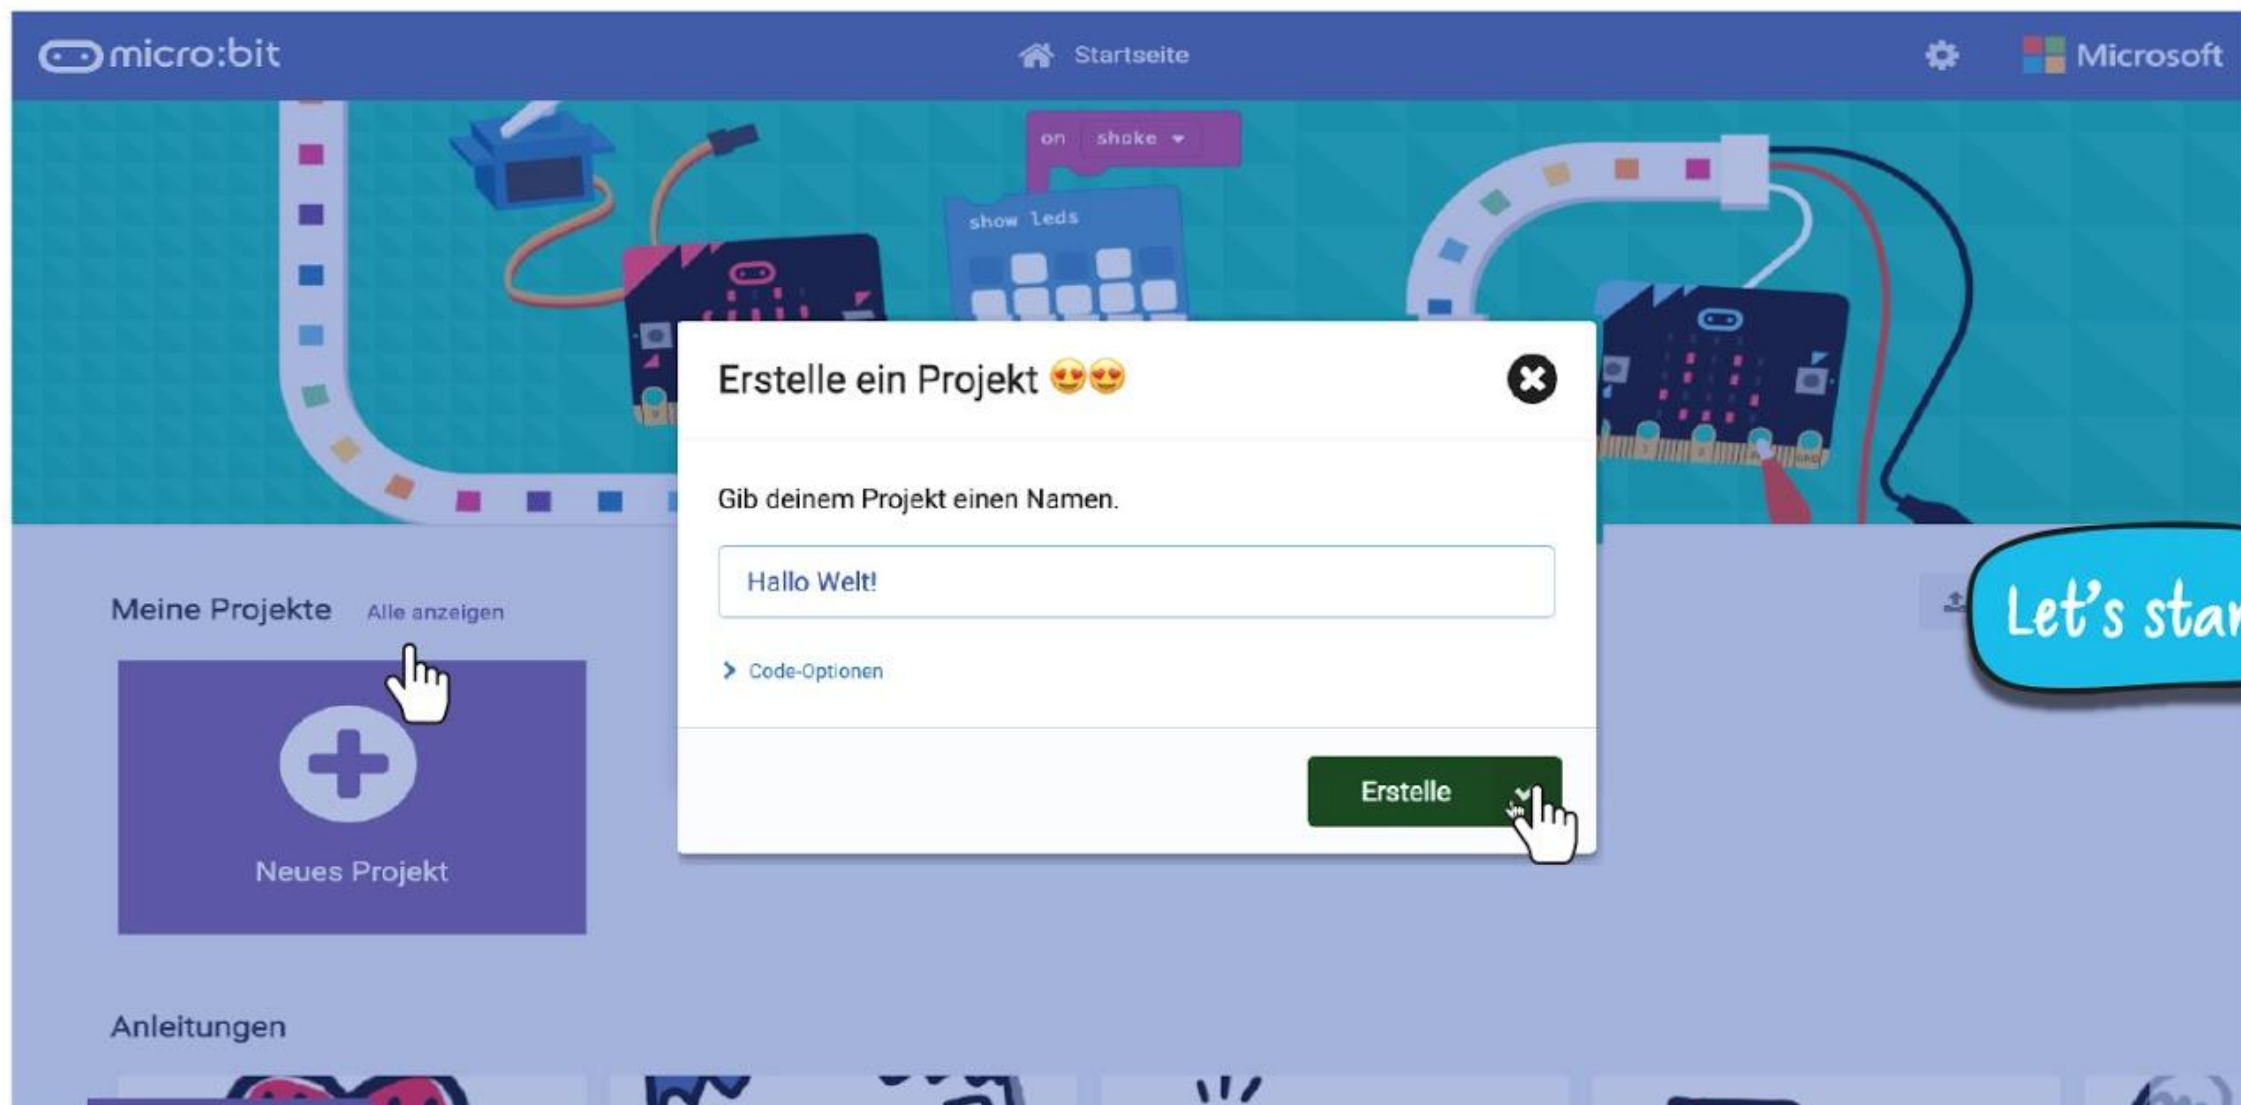 micro:bit
Startseite
Microsoft
on shake
show leds
Erstelle ein Projekt 😍😍
Gib deinem Projekt einen Namen.
Hallo Welt!
Code-Optionen
Erstelle
Meine Projekte Alle anzeigen
Let's star
Neues Projekt
Anleitungen